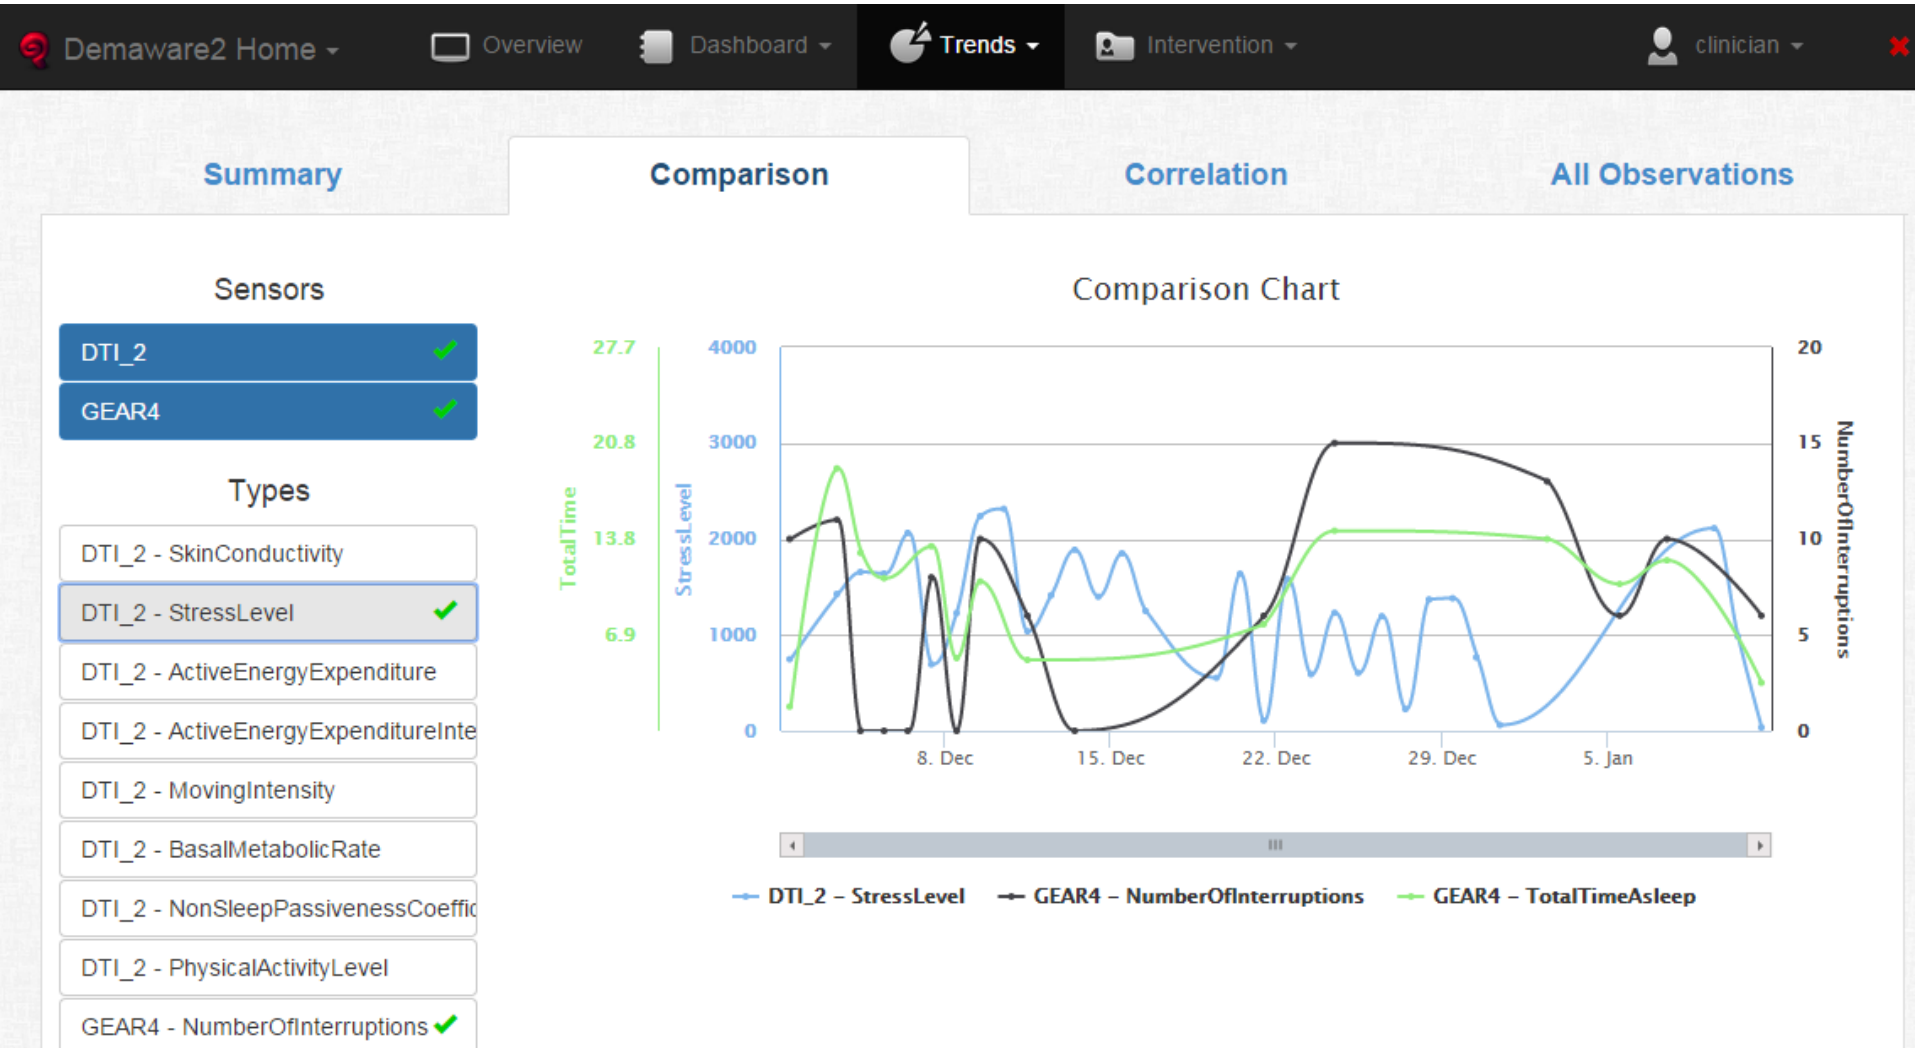 Demaware2 Home
Overview
Dashboard
Trends
Intervention
clinician
Summary
Comparison
Correlation
All Observations
Sensors
DTI_2
GEAR4
Types
DTI_2 - SkinConductivity
DTI_2 - StressLevel
DTI_2 - ActiveEnergyExpenditure
DTI_2 - ActiveEnergyExpenditureInte
DTI_2 - MovingIntensity
DTI_2 - BasalMetabolicRate
DTI_2 - NonSleepPassivenessCoeffic
DTI_2 - PhysicalActivityLevel
GEAR4 - NumberOfInterruptions
Comparison Chart
TotalTime
27.7
20.8
13.8
6.9
StressLevel
4000
3000
2000
1000
0
20
15
10
5
0
NumberOfInterruptions
8. Dec
15. Dec
22. Dec
29. Dec
5. Jan
DTI_2 – StressLevel
GEAR4 – NumberOfInterruptions
GEAR4 – TotalTimeAsleep